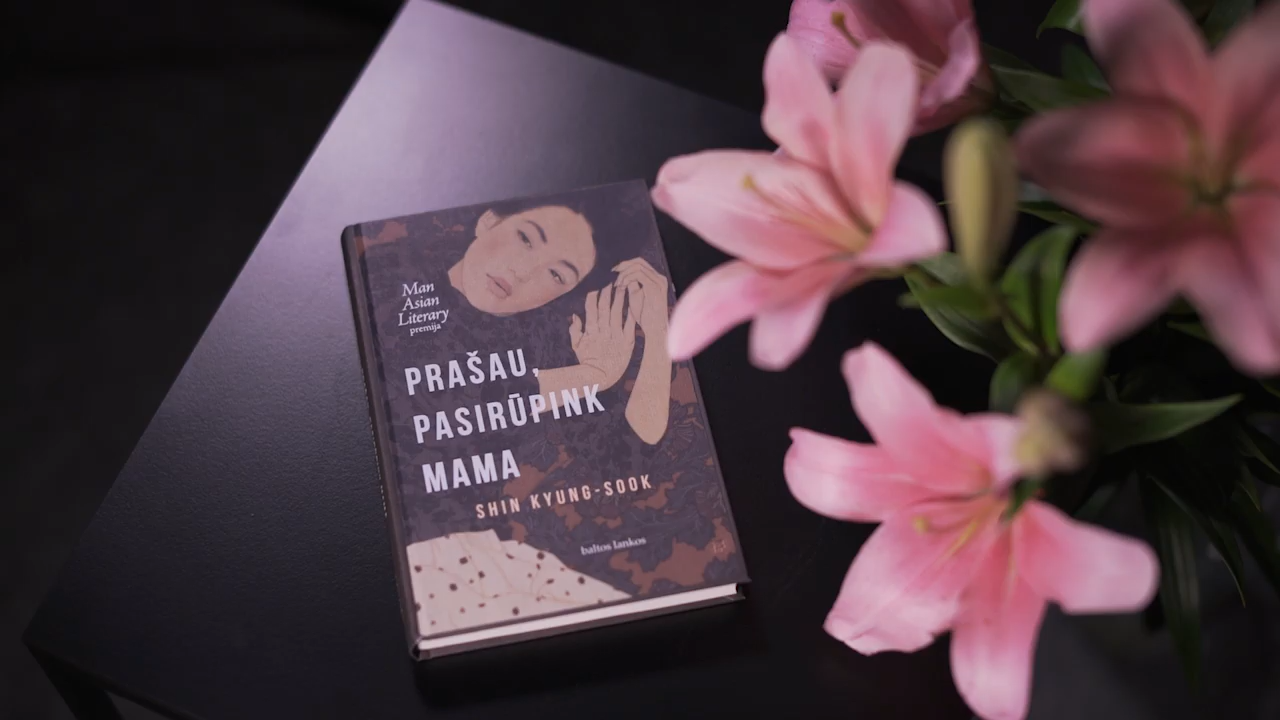 Man
Asian
Literary
premija
PRAŠAU,
PASIRŪPINK
MAMA
SHIN KYUNG-SOOK
baltos lankos